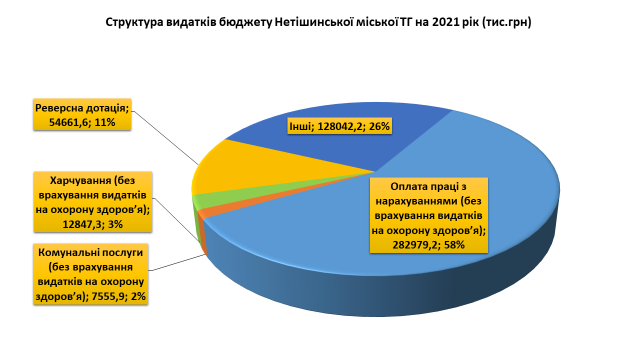 Структура видатків бюджету Нетішинської міської ТГ на 2021 рік (тис.грн)
Реверсна дотація;
54661,6; 11%
Інші; 128042,2; 26%
Харчування (без
врахування видатків
на охорону здоров'я);
12847,3; 3%
Оплата праці з
нарахуваннями (без
врахування видатків
на охорону здоров'я);
282979,2; 58%
Комунальні послуги
(без врахування
видатків на охорону
здоров'я); 7555,9; 2%